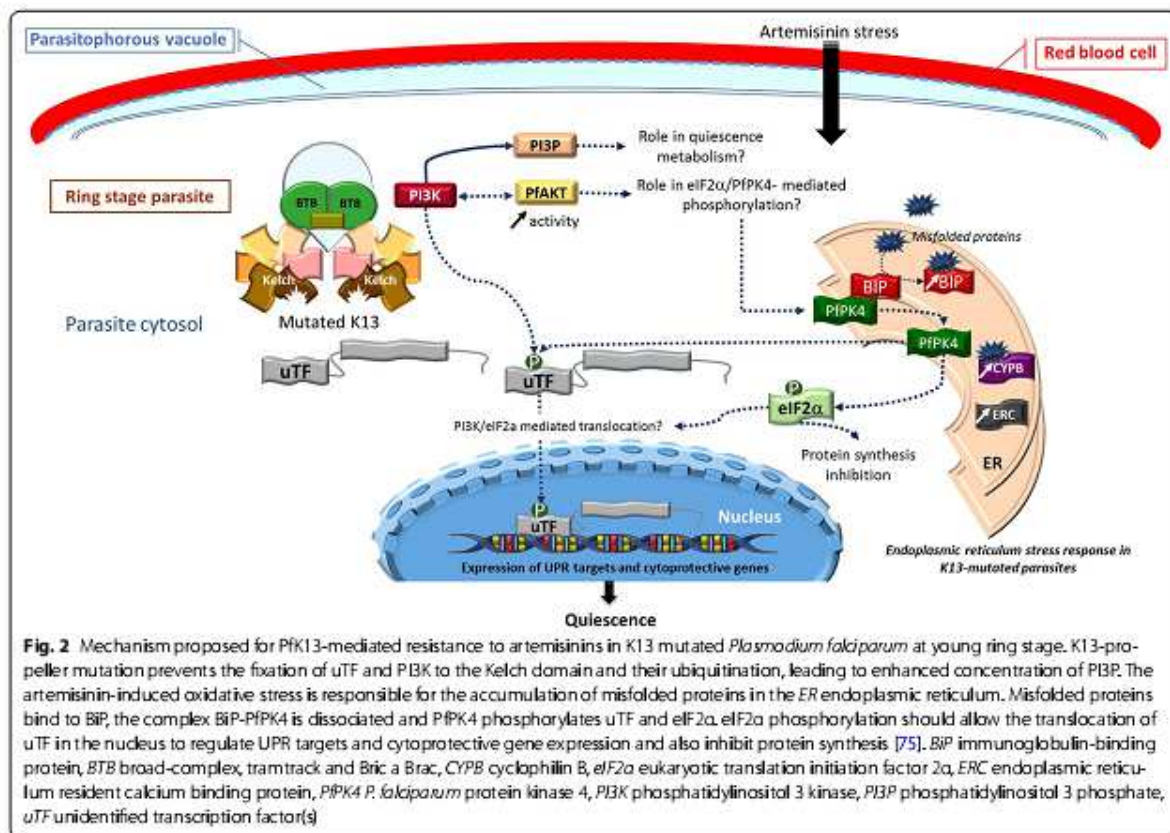 Parasitophorous vacuole
Artemisinin stress
Red blood cell
Ring stage parasite
BTB
BTB
Kelch
Kelch
Mutated K13
PI3P
Role in quiescence
metabolism?
PI3K
PfAKT
activity
Role in eIF2α/PfPK4- mediated
phosphorylation?
Misfolded proteins
BiP
BiP
PfPK4
PfPK4
CYPB
ERC
ER
Parasite cytosol
uTF
P
uTF
P
eIF2α
PI3K/eIF2a mediated translocation?
Protein synthesis
inhibition
P
uTF
Nucleus
Expression of UPR targets and cytoprotective genes
Endoplasmic reticulum stress response in
K13-mutated parasites
Quiescence
Fig. 2 Mechanism proposed for PfK13-mediated resistance to artemisinins in K13 mutated Plasmodium falciparum at young ring stage. K13-pro-
peller mutation prevents the fixation of uTF and PI3K to the Kelch domain and their ubiquitination, leading to enhanced concentration of PI3P. The
artemisinin-induced oxidative stress is responsible for the accumulation of misfolded proteins in the ER endoplasmic reticulum. Misfolded proteins
bind to BiP, the complex BiP-PfPK4 is dissociated and PfPK4 phosphorylates uTF and eIF2α. eIF2α phosphorylation should allow the translocation of
uTF in the nucleus to regulate UPR targets and cytoprotective gene expression and also inhibit protein synthesis [75]. BiP immunoglobulin-binding
protein, BTB broad-complex, tramtrack and Bric a Brac, CYPB cyclophilin B, eIF2α eukaryotic translation initiation factor 2α, ERC endoplasmic reticu-
lum resident calcium binding protein, PfPK4 P. falciparum protein kinase 4, PI3K phosphatidylinositol 3 kinase, PI3P phosphatidylinositol 3 phosphate,
uTF unidentified transcription factor(s)